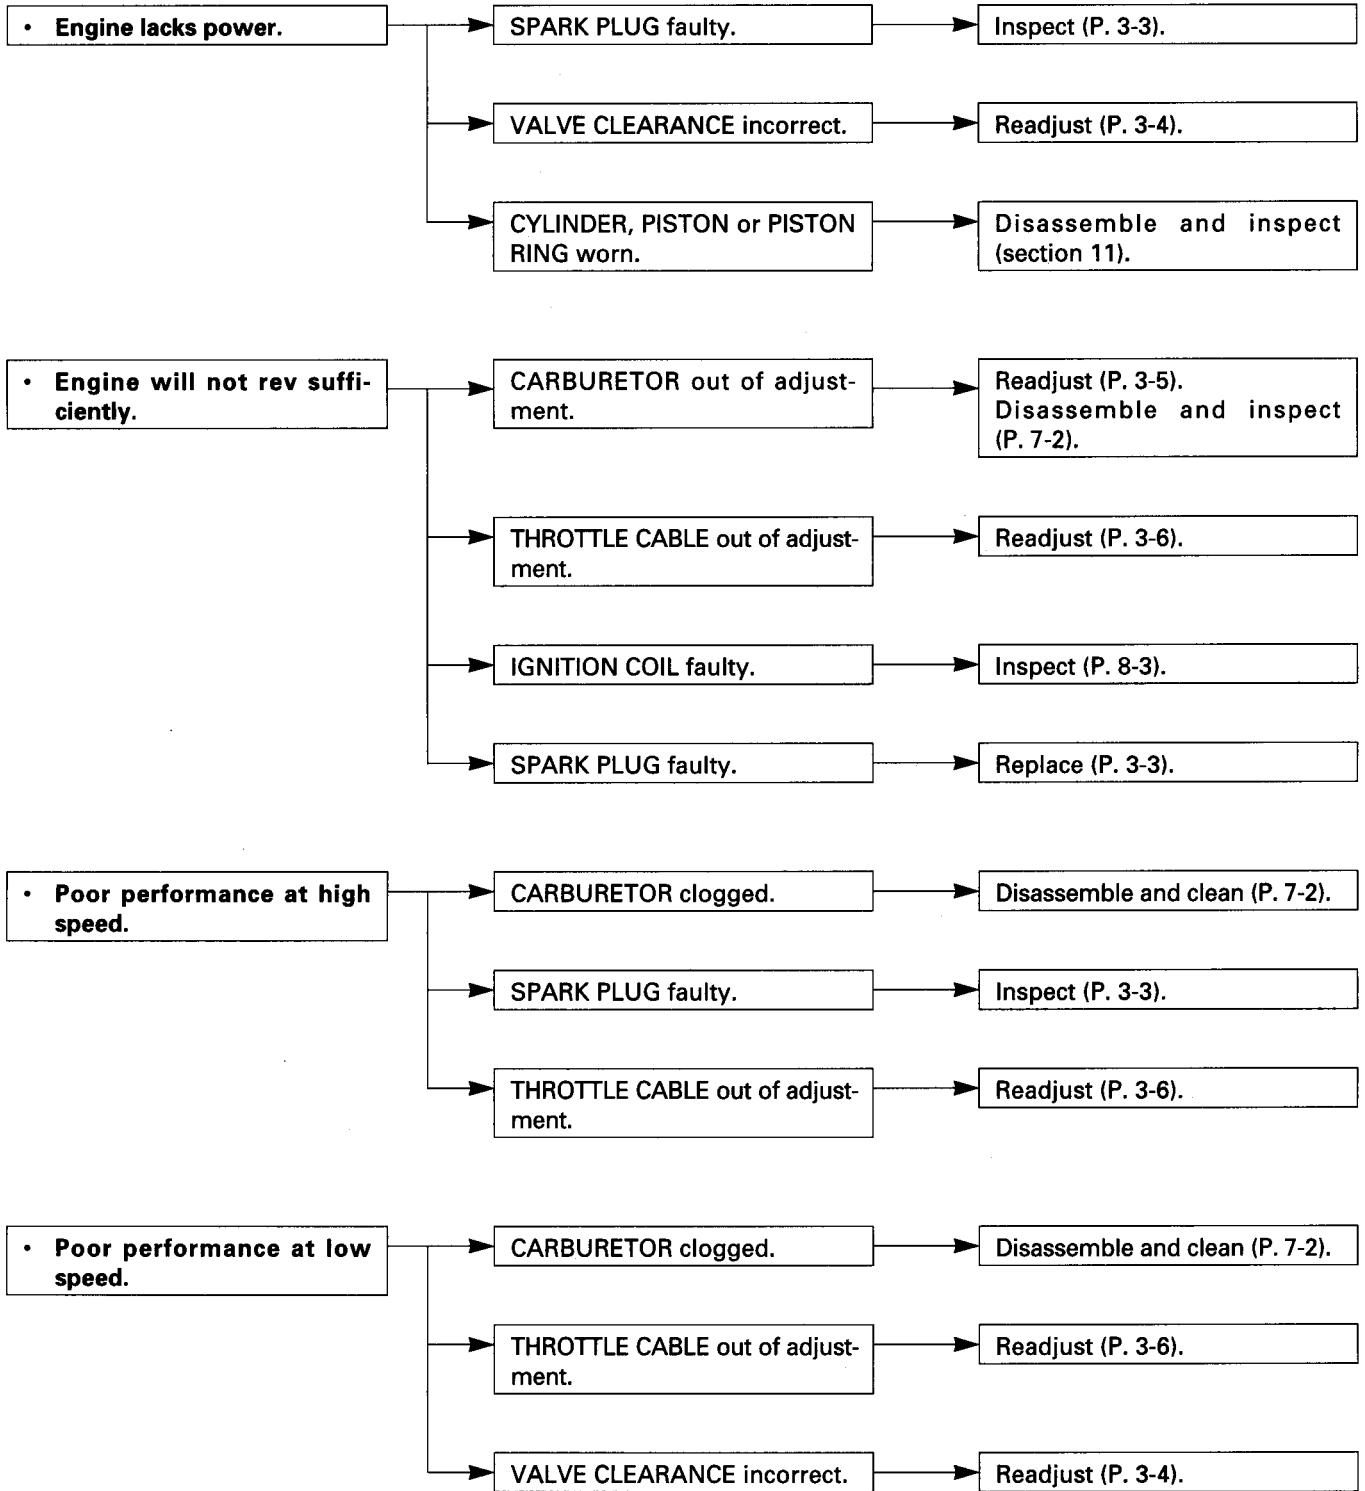 • Engine lacks power.
SPARK PLUG faulty.
Inspect (P. 3-3).
VALVE CLEARANCE incorrect.
Readjust (P. 3-4).
CYLINDER, PISTON or PISTON
RING worn.
Disassemble and inspect
(section 11).
• Engine will not rev suffi-
ciently.
CARBURETOR out of adjust-
ment.
Readjust (P. 3-5).
Disassemble and inspect
(P. 7-2).
THROTTLE CABLE out of adjust-
ment.
Readjust (P. 3-6).
IGNITION COIL faulty.
Inspect (P. 8-3).
SPARK PLUG faulty.
Replace (P. 3-3).
• Poor performance at high
speed.
CARBURETOR clogged.
Disassemble and clean (P. 7-2).
SPARK PLUG faulty.
Inspect (P. 3-3).
THROTTLE CABLE out of adjust-
ment.
Readjust (P. 3-6).
• Poor performance at low
speed.
CARBURETOR clogged.
Disassemble and clean (P. 7-2).
THROTTLE CABLE out of adjust-
ment.
Readjust (P. 3-6).
VALVE CLEARANCE incorrect.
Readjust (P. 3-4).